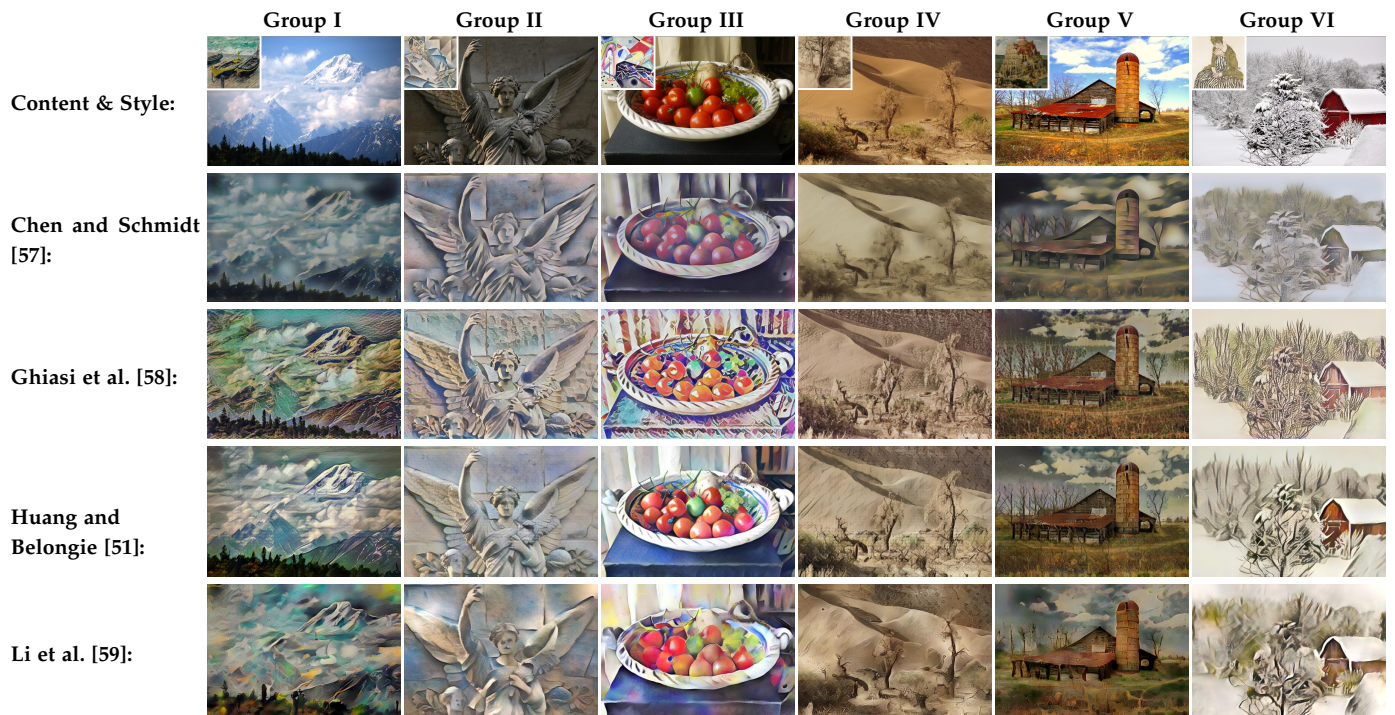 Group I Group II Group III Group IV Group V Group VI
Content & Style:
Chen and Schmidt
[57]:
Ghiasi et al. [58]:
Huang and
Belongie [51]:
Li et al. [59]: